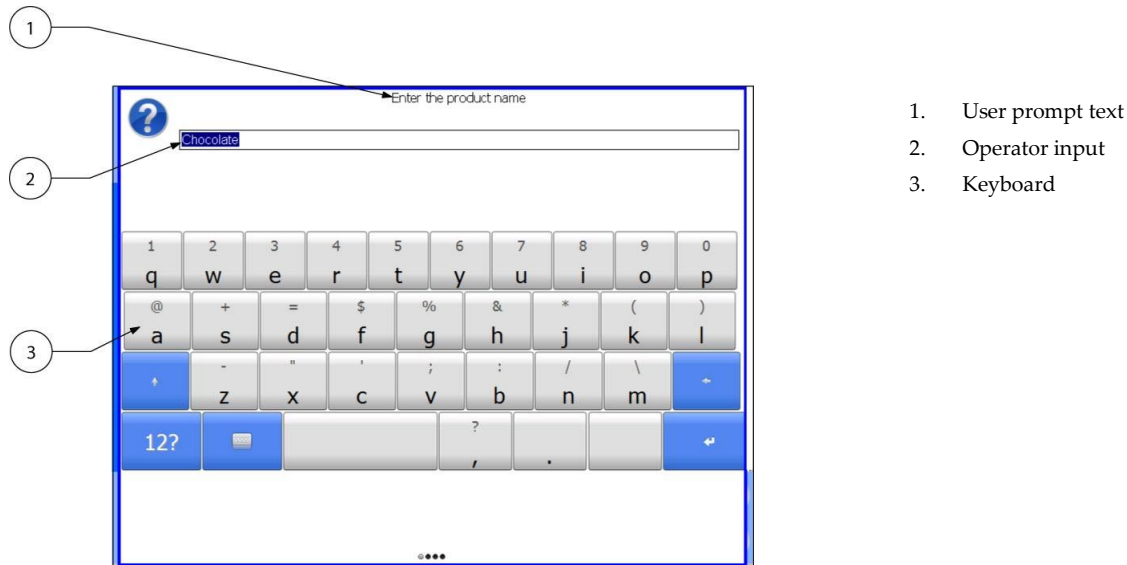 1
Enter the product name
?
Chocolate
2
1 2 3 4 5 6 7 8 9 0
q w e r t y u i o p
@ + = $ % & * ( )
a s d f g h j k l
3
- " ' ; : / \
z x c v b n m
?
12? , .
1. User prompt text
2. Operator input
3. Keyboard